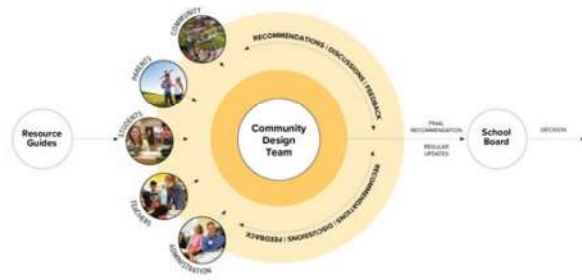 COMMUNITY
PARENTS
STUDENTS
TEACHERS
ADMINISTRATION
Resource
Guides
RECOMMENDATIONS / DISCUSSIONS / FEEDBACK
Community
Design
Team
RECOMMENDATIONS / DISCUSSIONS / FEEDBACK
FINAL
RECOMMENDATION
REGULAR
UPDATES
School
Board
DECISION